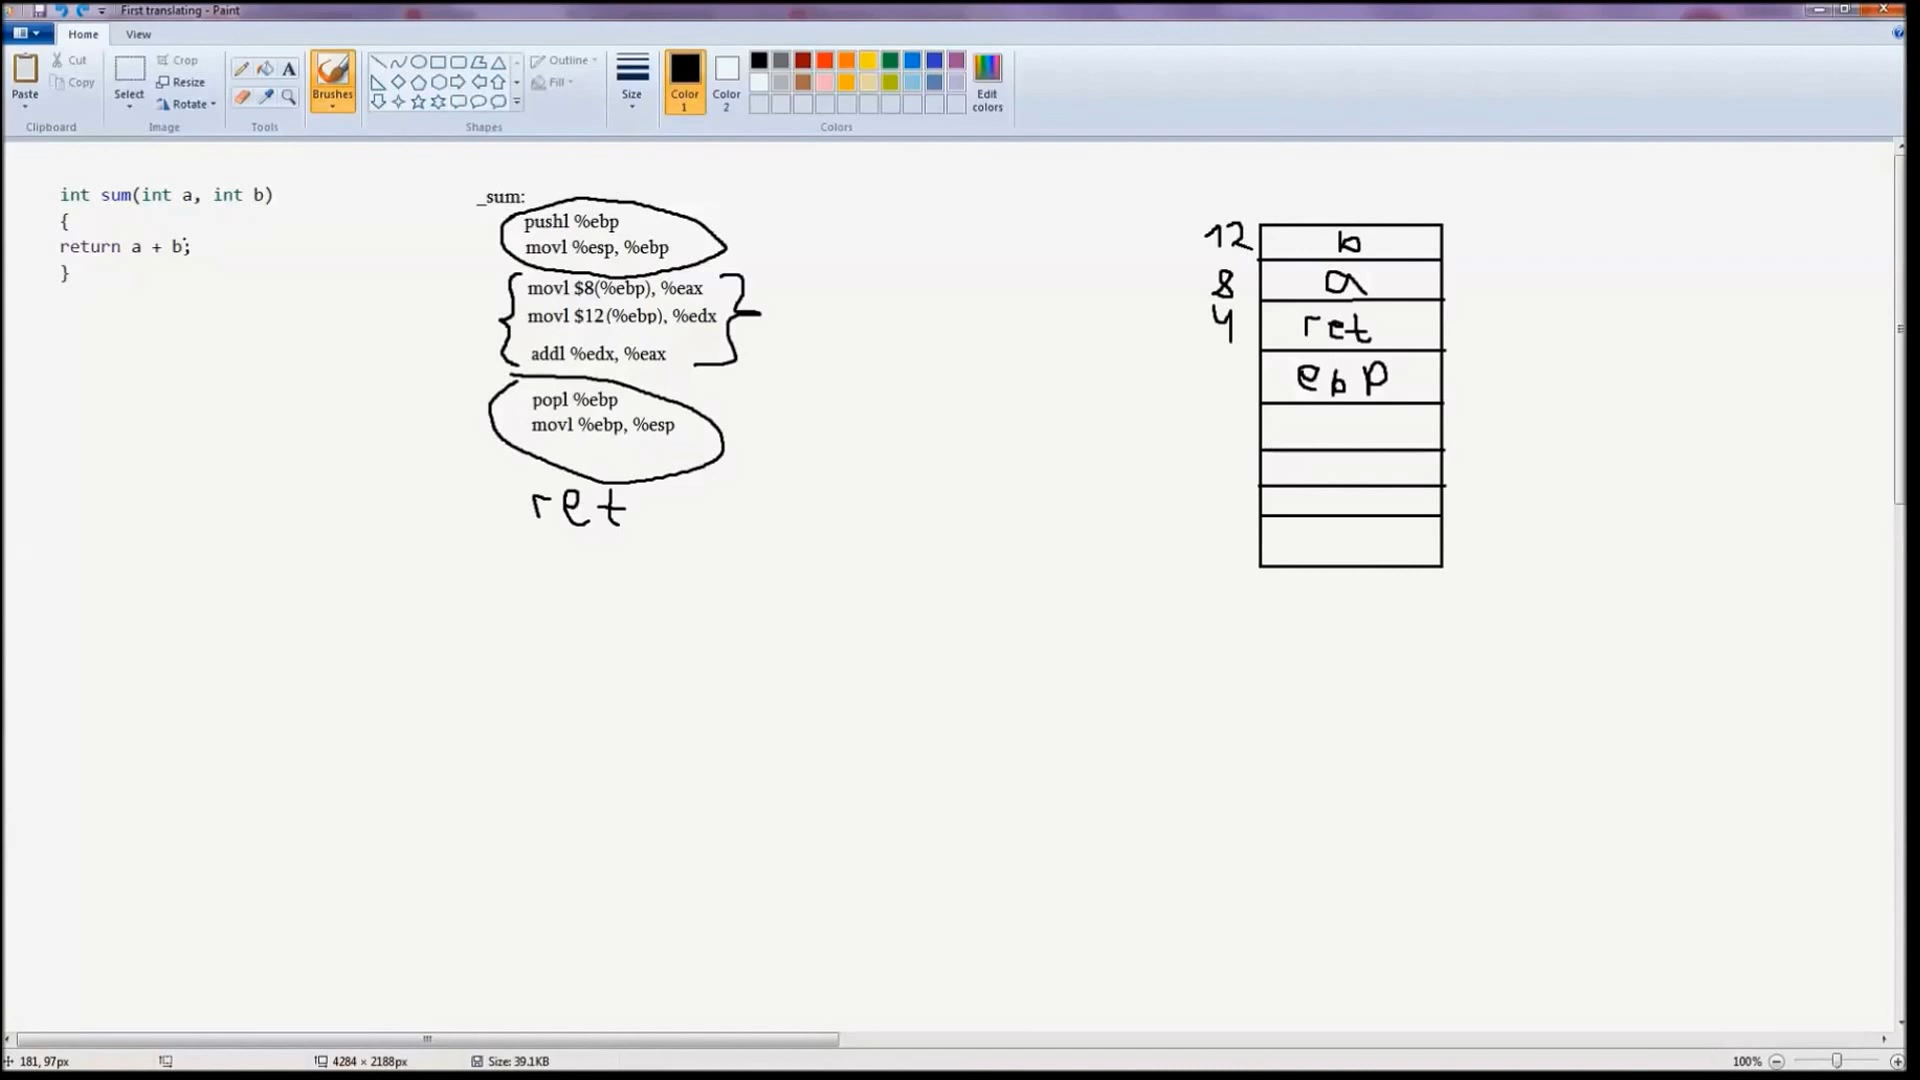 First translating - Paint
Home
View
Paste
Cut
Copy
Clipboard
Select
Crop
Resize
Rotate
Image
Tools
Brushes
Shapes
Outline
Fill
Size
Color 1
Color 2
Edit colors
Colors
int sum(int a, int b)
{
return a + b;
}
_sum:
pushl %ebp
movl %esp, %ebp
movl $8(%ebp), %eax
movl $12(%ebp), %edx
addl %edx, %eax
popl %ebp
movl %ebp, %esp
ret
12 b
8 a
4 ret
ebp
181, 97px
4284 × 2188px
Size: 39.1KB
100%